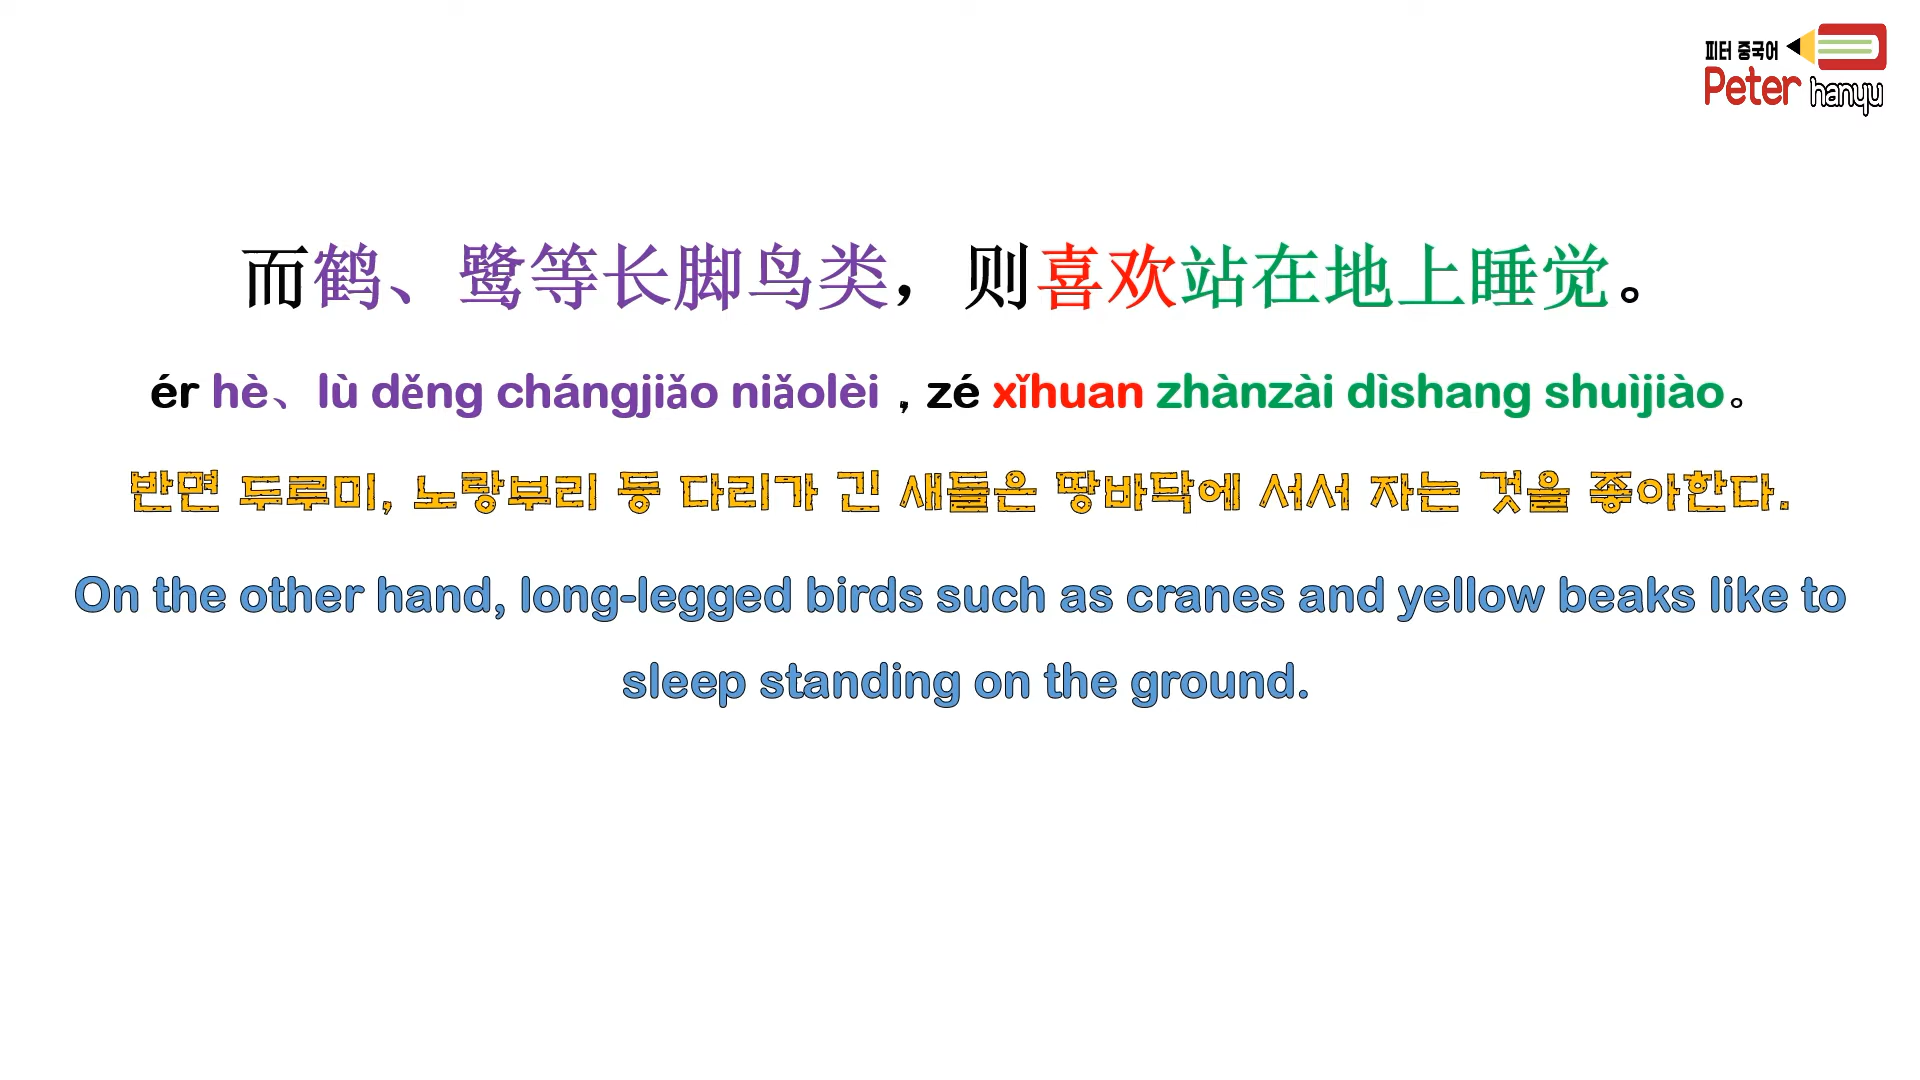 피터 중국어
Peter hanyu
而鹤、鹭等长脚鸟类，则喜欢站在地上睡觉。
ér hè、lù děng chángjiǎo niǎolèi，zé xǐhuan zhànzài dìshang shuìjiào。
반면 두루미, 노랑부리 등 다리가 긴 새들은 땅바닥에 서서 자는 것을 좋아한다.
On the other hand, long-legged birds such as cranes and yellow beaks like to
sleep standing on the ground.